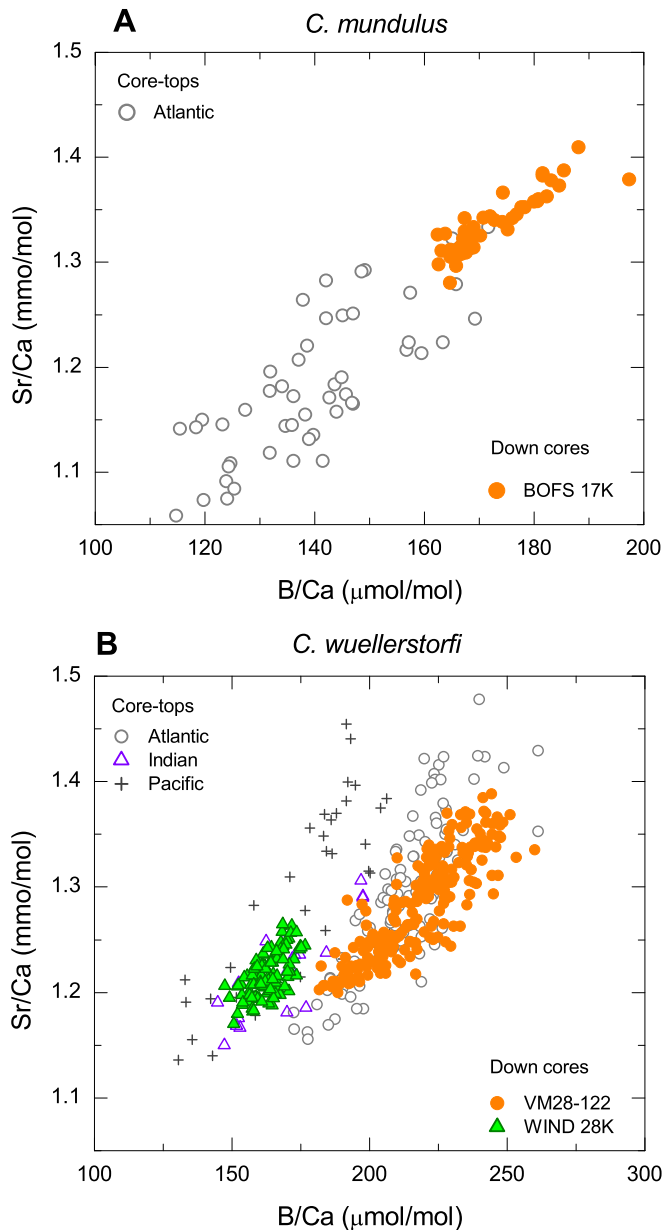 A
C. mundulus
1.5
1.4
1.3
1.2
1.1
Sr/Ca (mmo/mol)
Core-tops
Atlantic
Down cores
BOFS 17K
100
120
140
160
180
200
B/Ca (μmol/mol)
B
C. wuellerstorfi
1.5
1.4
1.3
1.2
1.1
Sr/Ca (mmo/mol)
Core-tops
Atlantic
Indian
Pacific
Down cores
VM28-122
WIND 28K
100
150
200
250
300
B/Ca (μmol/mol)